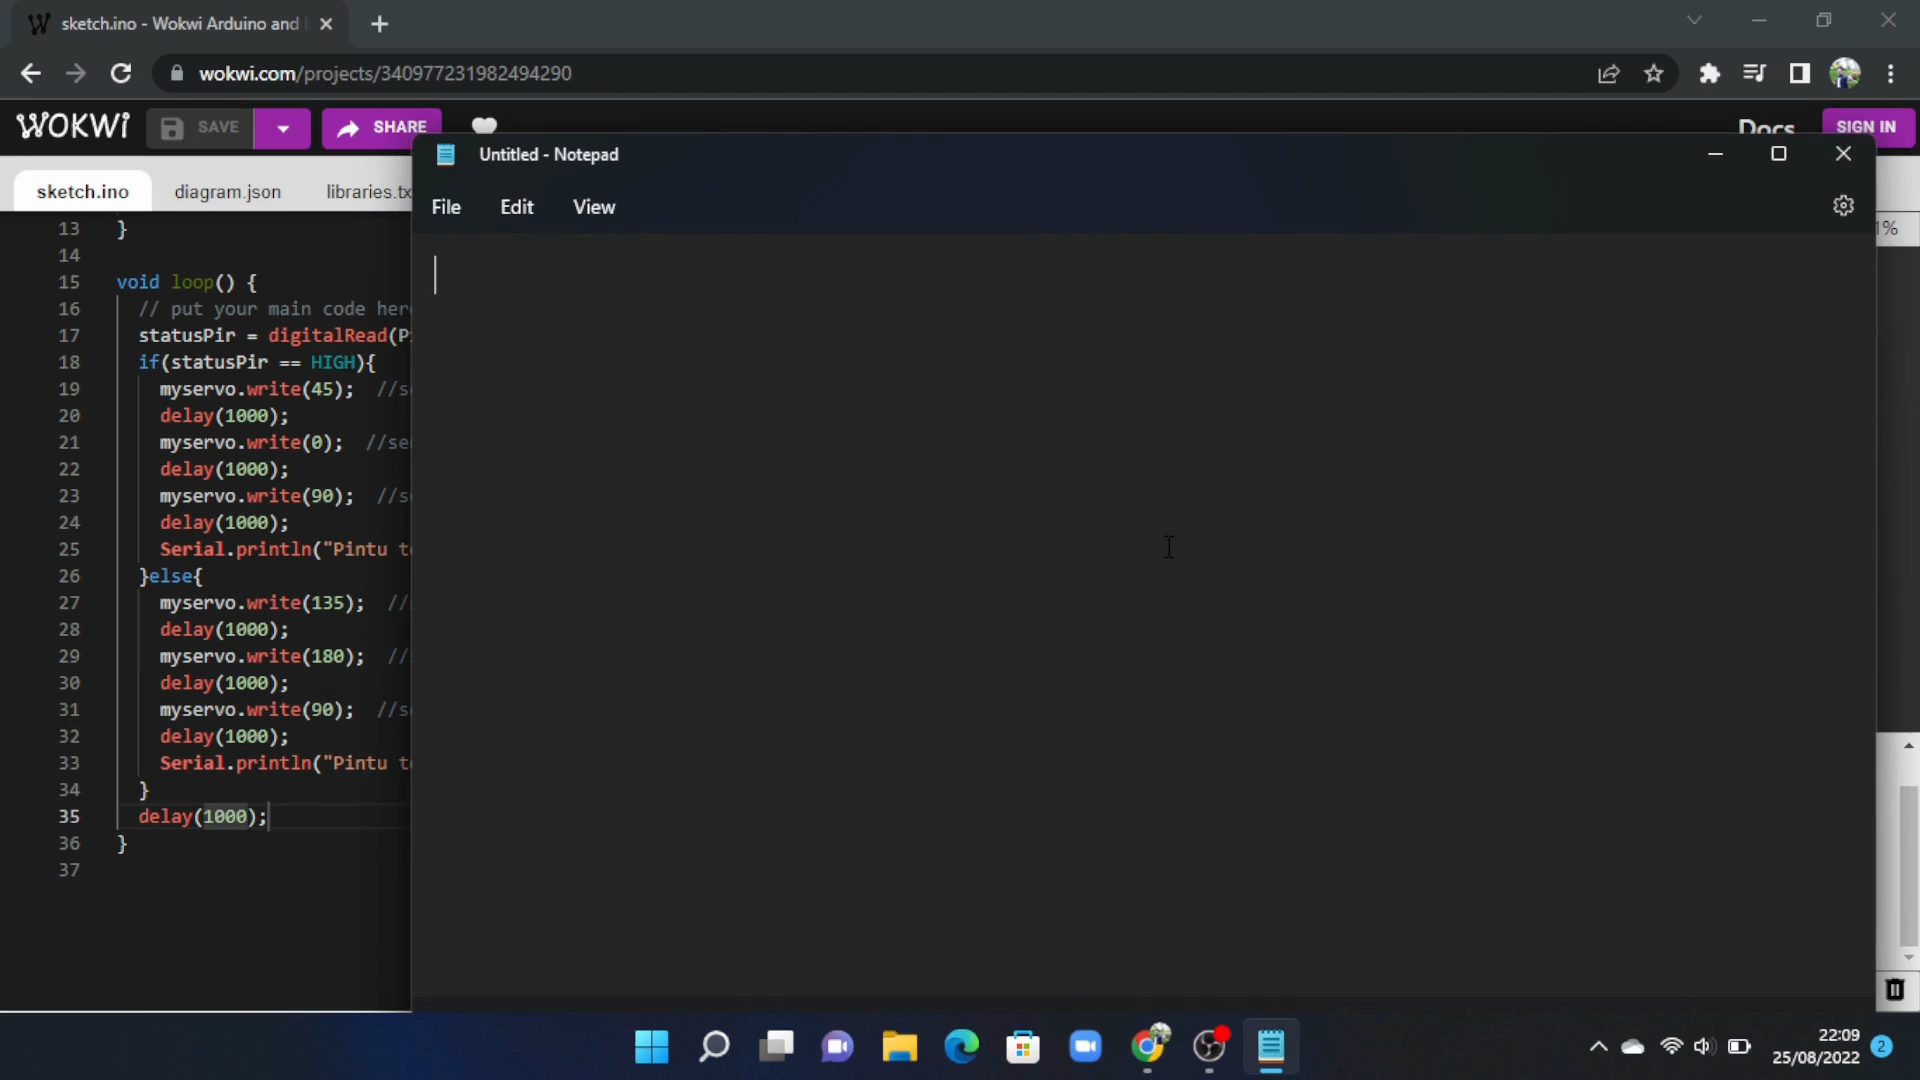 sketch.ino - Wokwi Arduino and
wokwi.com/projects/340977231982494290
WOKWi SAVE SHARE Docs SIGN IN
Untitled - Notepad
sketch.ino diagram.json
File Edit View
1%
13 }
14
15 void loop() {
16 // put your main code
17 statusPir = digitalRead(
18 if(statusPir == HIGH){
19 myservo.write(45); //
20 delay(1000);
21 myservo.write(0); //
22 delay(1000);
23 myservo.write(90); //
24 delay(1000);
25 Serial.println("Pintu
26 }else{
27 myservo.write(135); //
28 delay(1000);
29 myservo.write(180); //
30 delay(1000);
31 myservo.write(90); //
32 delay(1000);
33 Serial.println("Pintu
34 }
35 delay(1000);
36 }
37
22:09
25/08/2022
2